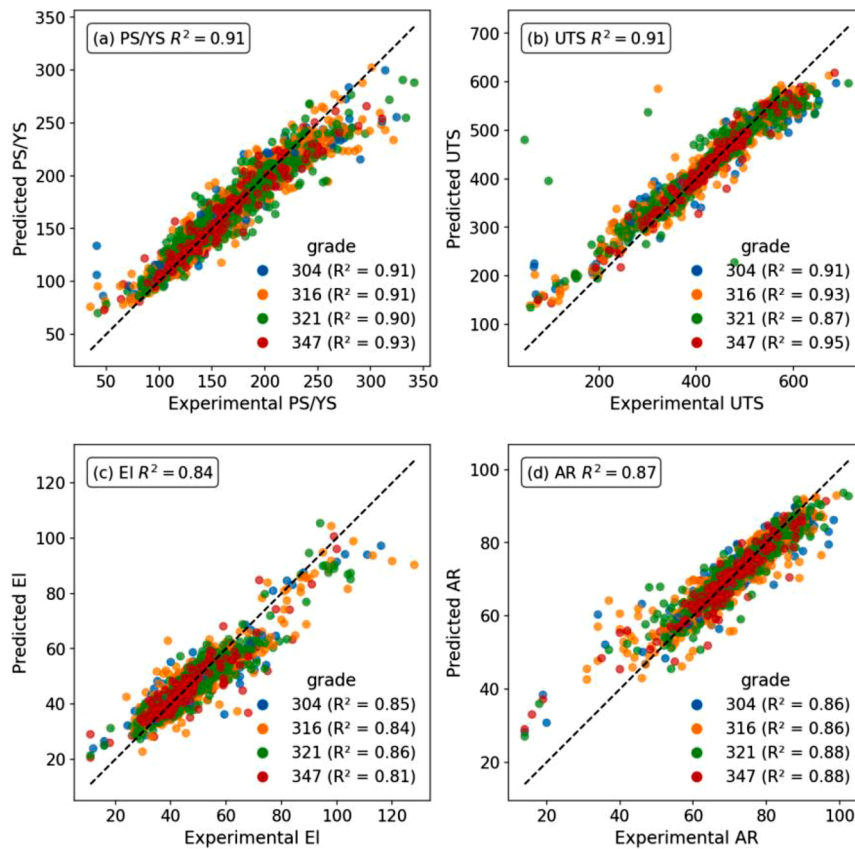 (a) PS/YS R² = 0.91
Predicted PS/YS
350
300
250
200
150
100
50
grade
304 (R² = 0.91)
316 (R² = 0.91)
321 (R² = 0.90)
347 (R² = 0.93)
50 100 150 200 250 300 350
Experimental PS/YS
(b) UTS R² = 0.91
Predicted UTS
700
600
500
400
300
200
100
grade
304 (R² = 0.91)
316 (R² = 0.93)
321 (R² = 0.87)
347 (R² = 0.95)
200 400 600
Experimental UTS
(c) El R² = 0.84
Predicted El
120
100
80
60
40
20
grade
304 (R² = 0.85)
316 (R² = 0.84)
321 (R² = 0.86)
347 (R² = 0.81)
20 40 60 80 100 120
Experimental El
(d) AR R² = 0.87
Predicted AR
100
80
60
40
20
grade
304 (R² = 0.86)
316 (R² = 0.86)
321 (R² = 0.88)
347 (R² = 0.88)
20 40 60 80 100
Experimental AR